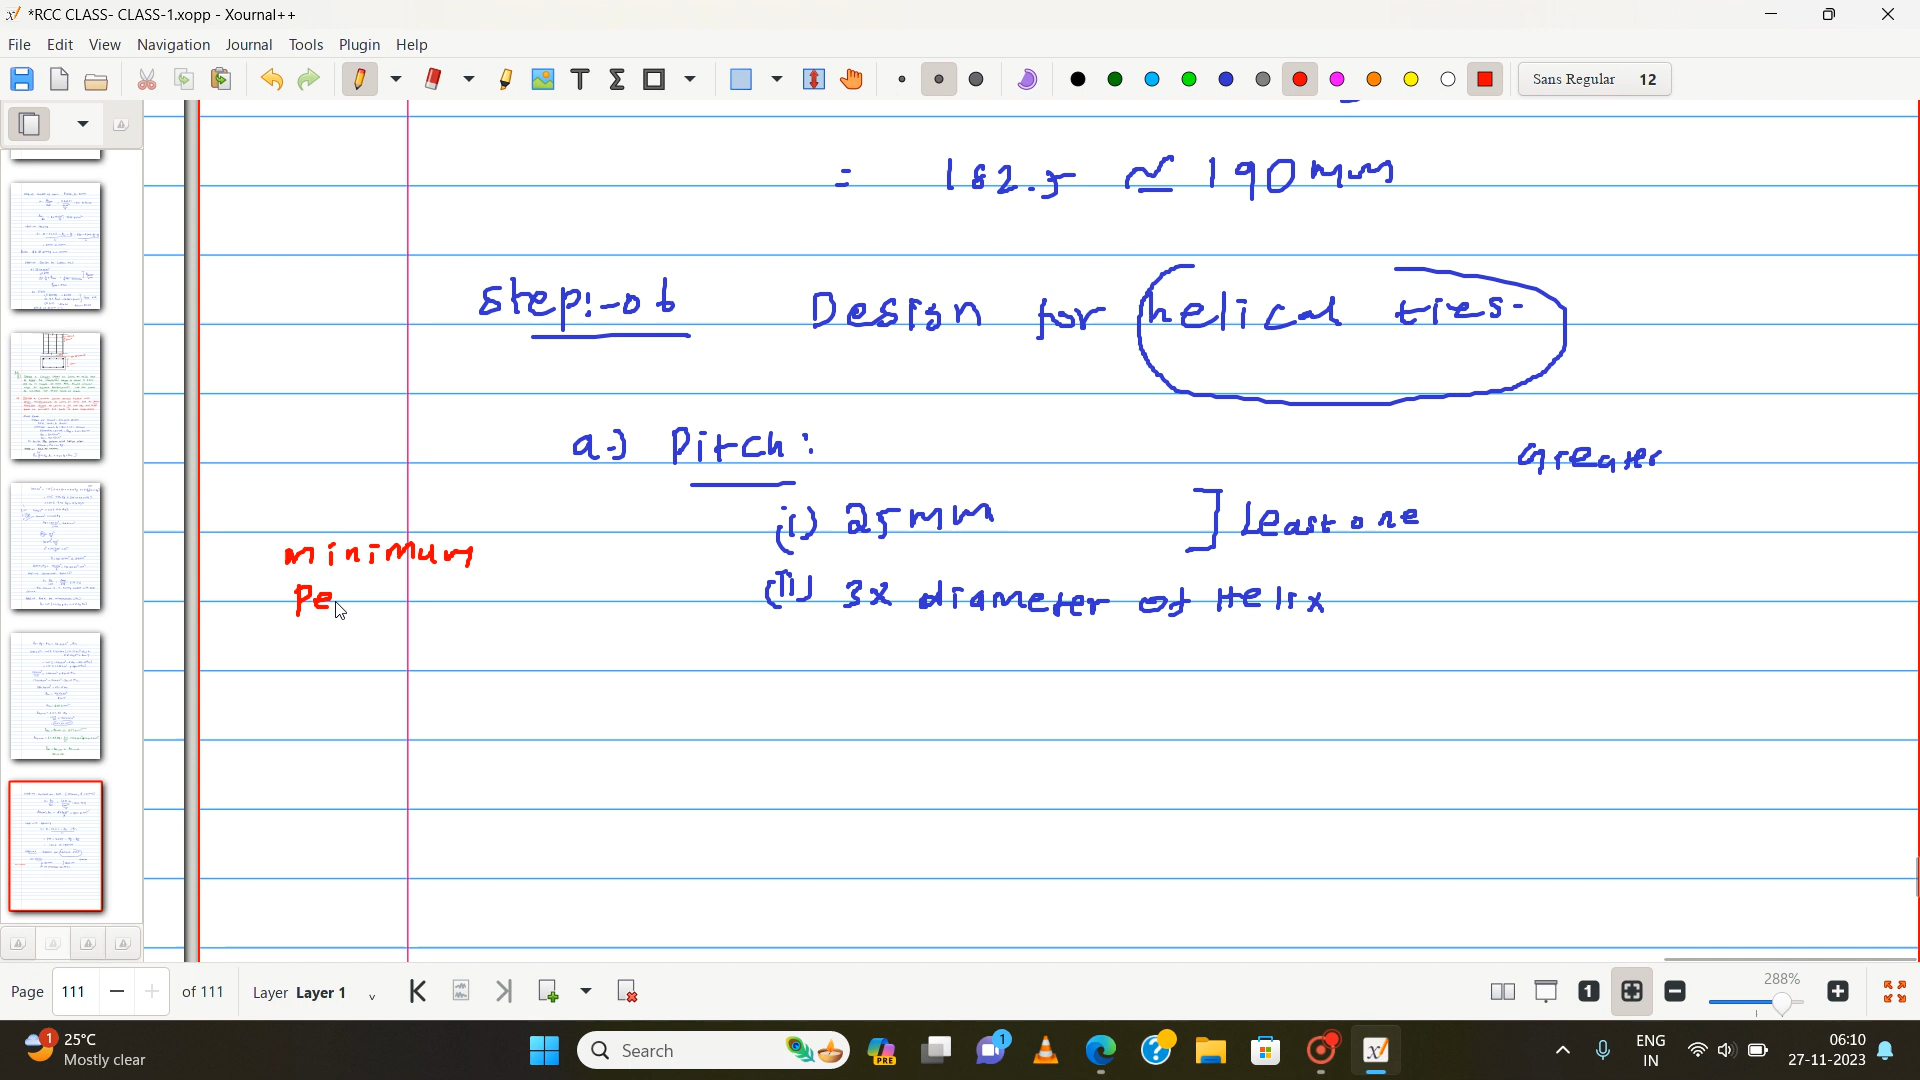 *RCC CLASS- CLASS-1.xopp - Xournal++
File Edit View Navigation Journal Tools Plugin Help
Sans Regular 12
= 182.5 ≃ 190 mm
Step:-06 Design for helical ties-
a-) Pitch:
Greater
(i) 25 mm ] Least one
minimum
(ii) 3x diameter of Helix
Pe
Page 111 of 111 Layer Layer 1 288%
25°C
Mostly clear
1
Search
PRE
1
ENG
IN
06:10
27-11-2023